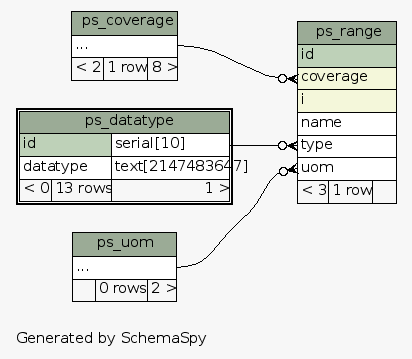 ps_coverage
...
< 2 1 row 8 >
ps_datatype
id serial[10]
datatype text[2147483647]
< 0 13 rows 1 >
ps_uom
...
0 rows 2 >
ps_range
id
coverage
i
name
type
uom
< 3 1 row
Generated by SchemaSpy